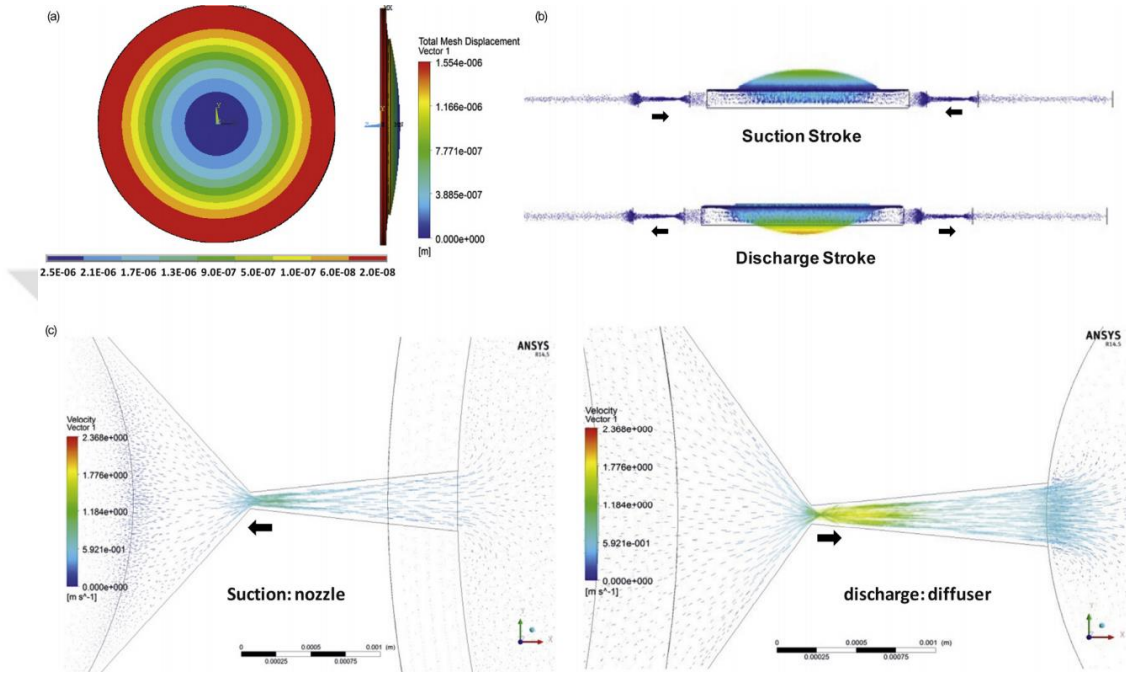 (a)
Total Mesh Displacement
Vector 1
1.554e-006
1.166e-006
7.771e-007
3.885e-007
0.000e+000
[m]
2.5E-06 2.1E-06 1.7E-06 1.3E-06 9.0E-07 5.0E-07 1.0E-07 6.0E-08 2.0E-08
(b)
Suction Stroke
Discharge Stroke
(c)
ANSYS
R14.5
Velocity
Vector 1
2.368e+000
1.776e+000
1.184e+000
5.921e-001
0.000e+000
[m s^-1]
Suction: nozzle
0 0.0005 0.001 (m)
0.00025 0.00075
Y
X
ANSYS
R14.5
Velocity
Vector 1
2.368e+000
1.776e+000
1.184e+000
5.921e-001
0.000e+000
[m s^-1]
discharge: diffuser
0 0.0005 0.001 (m)
0.00025 0.00075
X